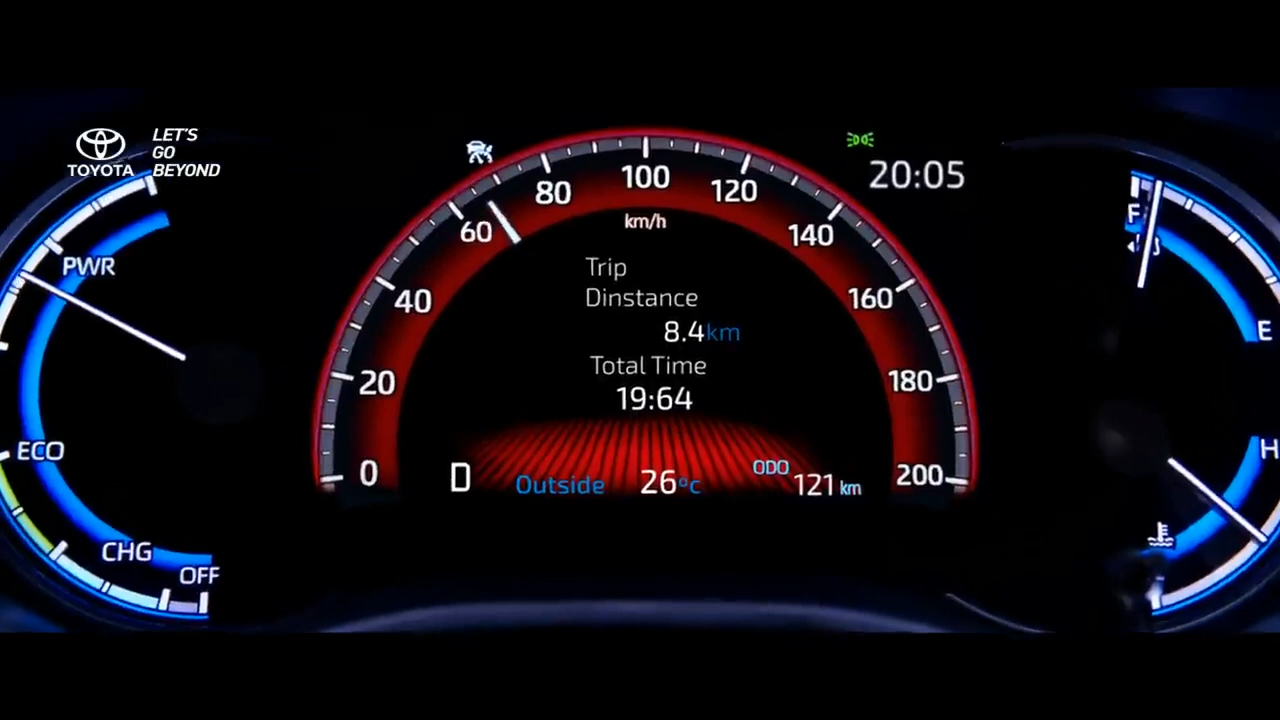 TOYOTA
LET'S
GO
BEYOND
20:05
PWR
ECO
CHG
OFF
0
20
40
60
80
100
120
140
160
180
200
km/h
Trip
Dinstance
8.4km
Total Time
19:64
D
Outside 26°c
ODO
121 km
F
E
H